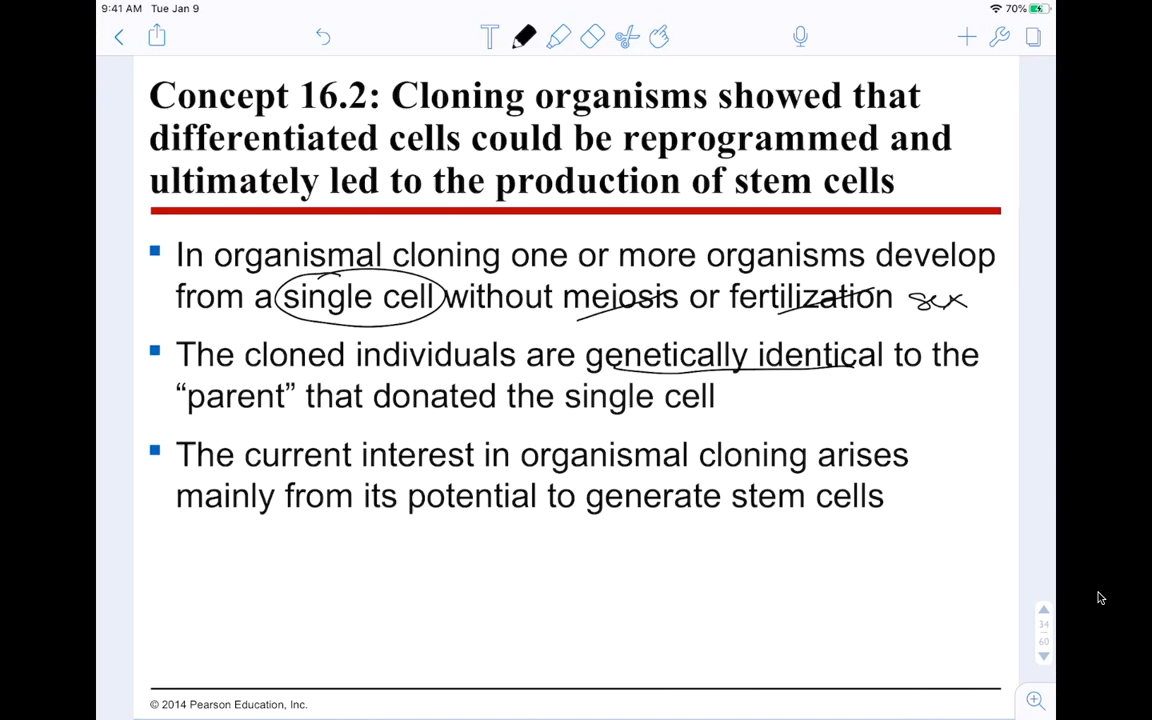 9:41 AM Tue Jan 9
70%
T
Concept 16.2: Cloning organisms showed that
differentiated cells could be reprogrammed and
ultimately led to the production of stem cells
In organismal cloning one or more organisms develop
from a single cell without meiosis or fertilization sex
The cloned individuals are genetically identical to the
“parent” that donated the single cell
The current interest in organismal cloning arises
mainly from its potential to generate stem cells
34
60
© 2014 Pearson Education, Inc.